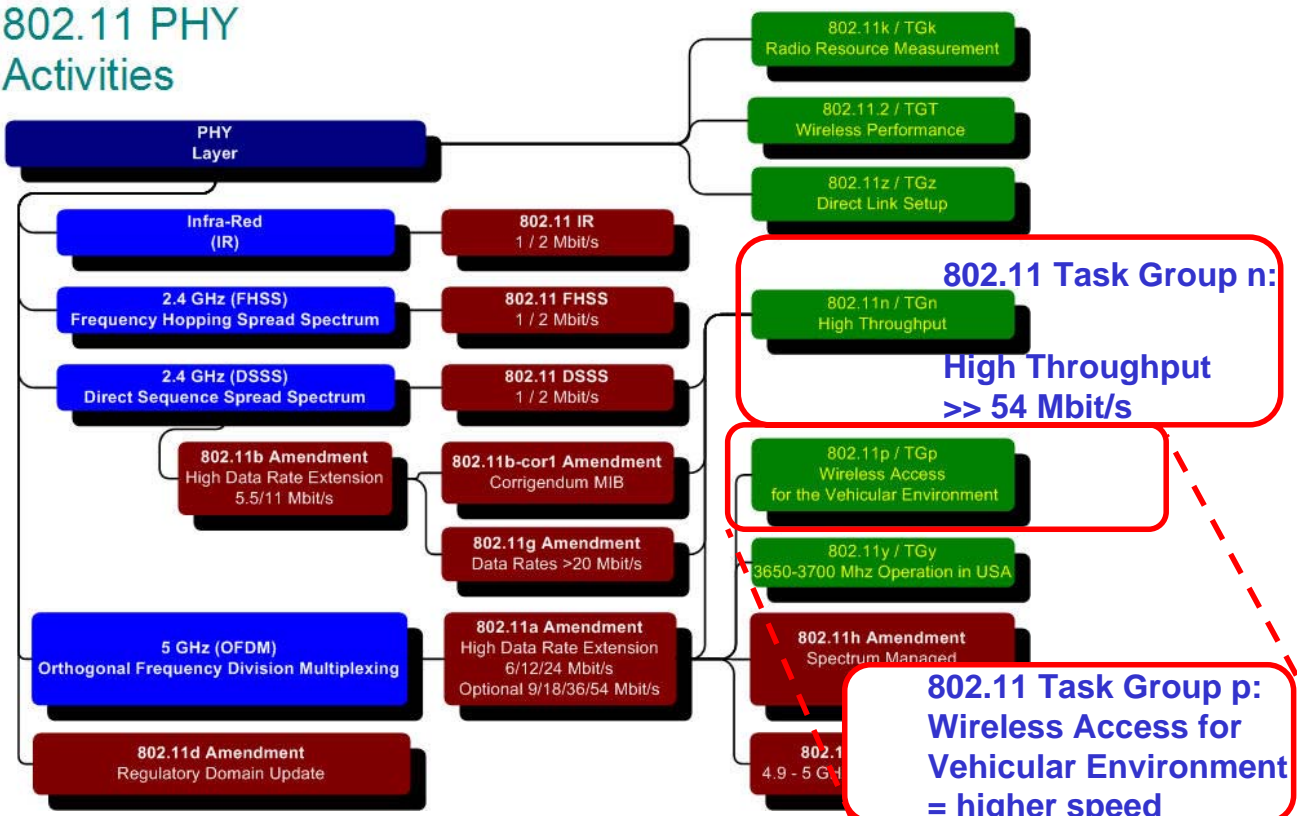 802.11 PHY
Activities
PHY
Layer
Infra-Red
(IR)
802.11 IR
1 / 2 Mbit/s
2.4 GHz (FHSS)
Frequency Hopping Spread Spectrum
802.11 FHSS
1 / 2 Mbit/s
2.4 GHz (DSSS)
Direct Sequence Spread Spectrum
802.11 DSSS
1 / 2 Mbit/s
802.11b Amendment
High Data Rate Extension
5.5/11 Mbit/s
802.11b-cor1 Amendment
Corrigendum MIB
802.11g Amendment
Data Rates >20 Mbit/s
5 GHz (OFDM)
Orthogonal Frequency Division Multiplexing
802.11a Amendment
High Data Rate Extension
6/12/24 Mbit/s
Optional 9/18/36/54 Mbit/s
802.11d Amendment
Regulatory Domain Update
802.11k / TGk
Radio Resource Measurement
802.11.2 / TGT
Wireless Performance
802.11z / TGz
Direct Link Setup
802.11n / TGn
High Throughput
802.11 Task Group n:
High Throughput
>> 54 Mbit/s
802.11p / TGp
Wireless Access
for the Vehicular Environment
802.11y / TGy
3650-3700 Mhz Operation in USA
802.11h Amendment
Spectrum Managed
4.9 - 5
802.11 Task Group p:
Wireless Access for
Vehicular Environment
= higher speed